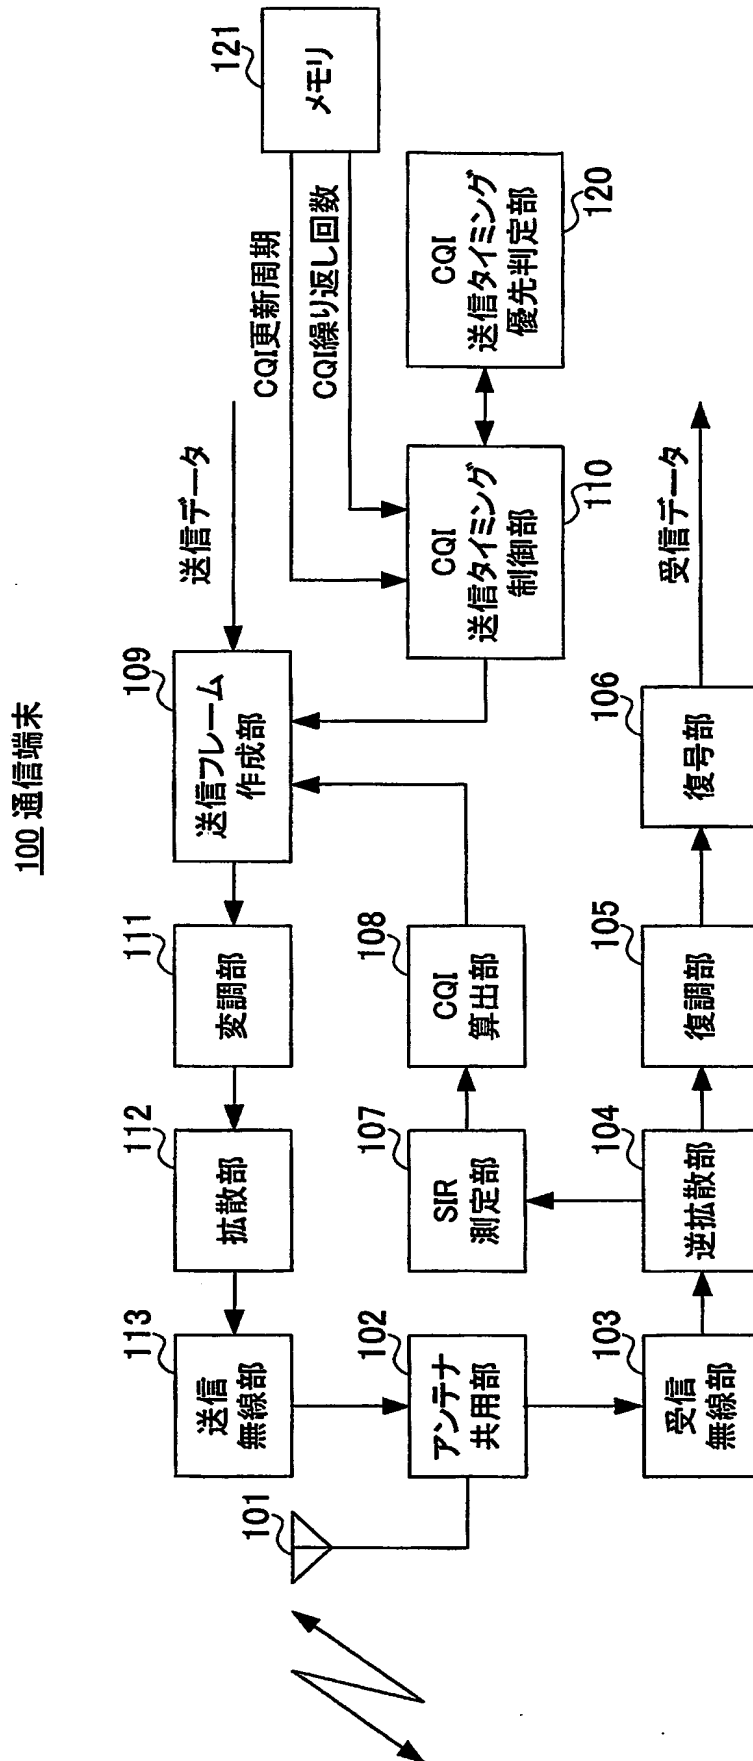 100 通信端末
101
113
送信
無線部
112
拡散部
111
変調部
109
送信フレーム
作成部
送信データ
CQI更新周期
CQI繰り返し回数
121
メモリ
102
アンテナ
共用部
107
SIR
測定部
108
CQI
算出部
CQI
送信タイミング
制御部
110
CQI
送信タイミング
優先判定部
120
103
受信
無線部
104
逆拡散部
105
復調部
106
復号部
受信データ